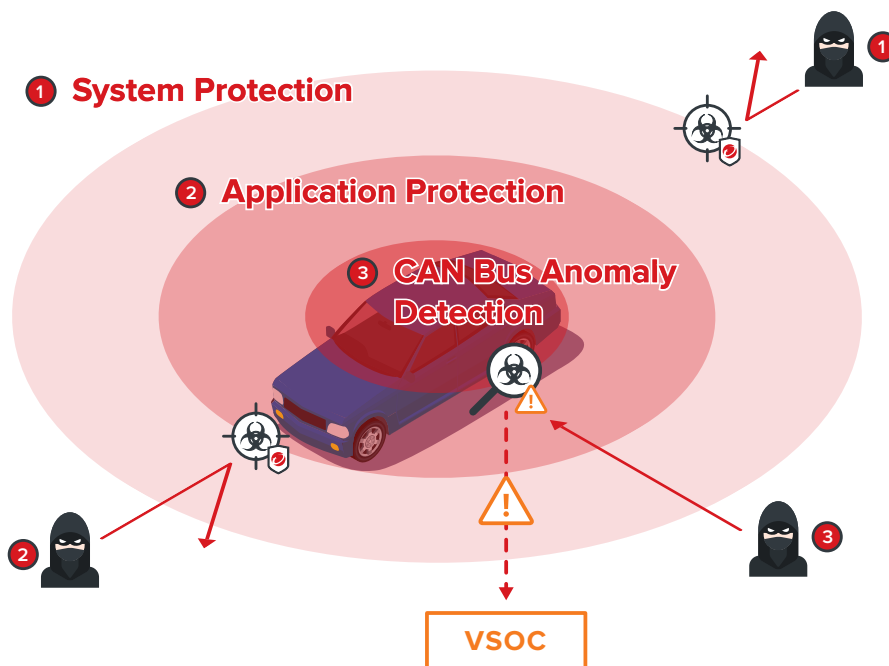 1
1 System Protection
2 Application Protection
3 CAN Bus Anomaly
Detection
!
!
2
3
VSOC